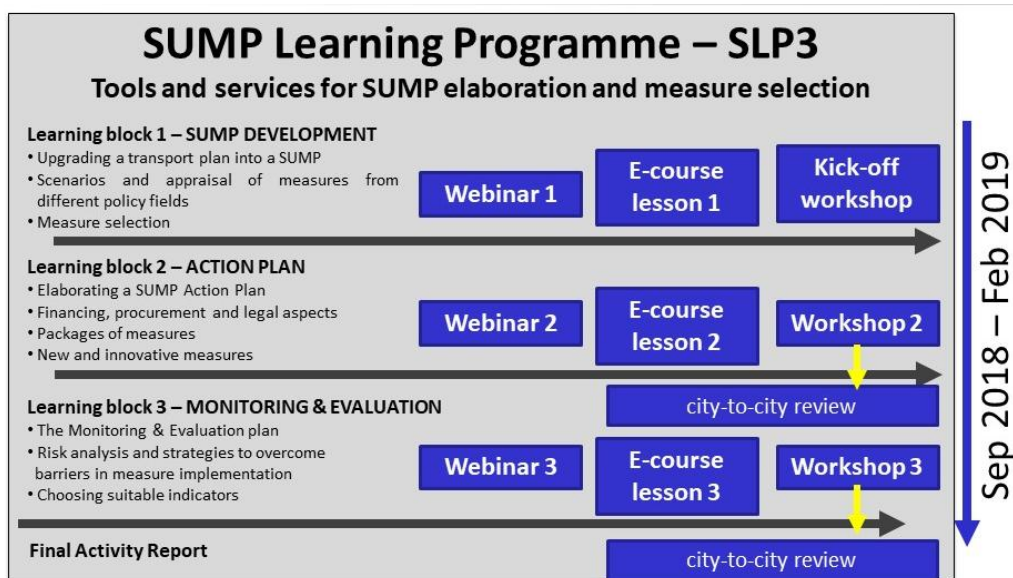 SUMP Learning Programme – SLP3
Tools and services for SUMP elaboration and measure selection
Learning block 1 – SUMP DEVELOPMENT
• Upgrading a transport plan into a SUMP
• Scenarios and appraisal of measures from
different policy fields
• Measure selection
Webinar 1
E-course
lesson 1
Kick-off
workshop
Learning block 2 – ACTION PLAN
• Elaborating a SUMP Action Plan
• Financing, procurement and legal aspects
• Packages of measures
• New and innovative measures
Webinar 2
E-course
lesson 2
Workshop 2
city-to-city review
Learning block 3 – MONITORING & EVALUATION
• The Monitoring & Evaluation plan
• Risk analysis and strategies to overcome
barriers in measure implementation
• Choosing suitable indicators
Webinar 3
E-course
lesson 3
Workshop 3
Final Activity Report
city-to-city review
Sep 2018 – Feb 2019